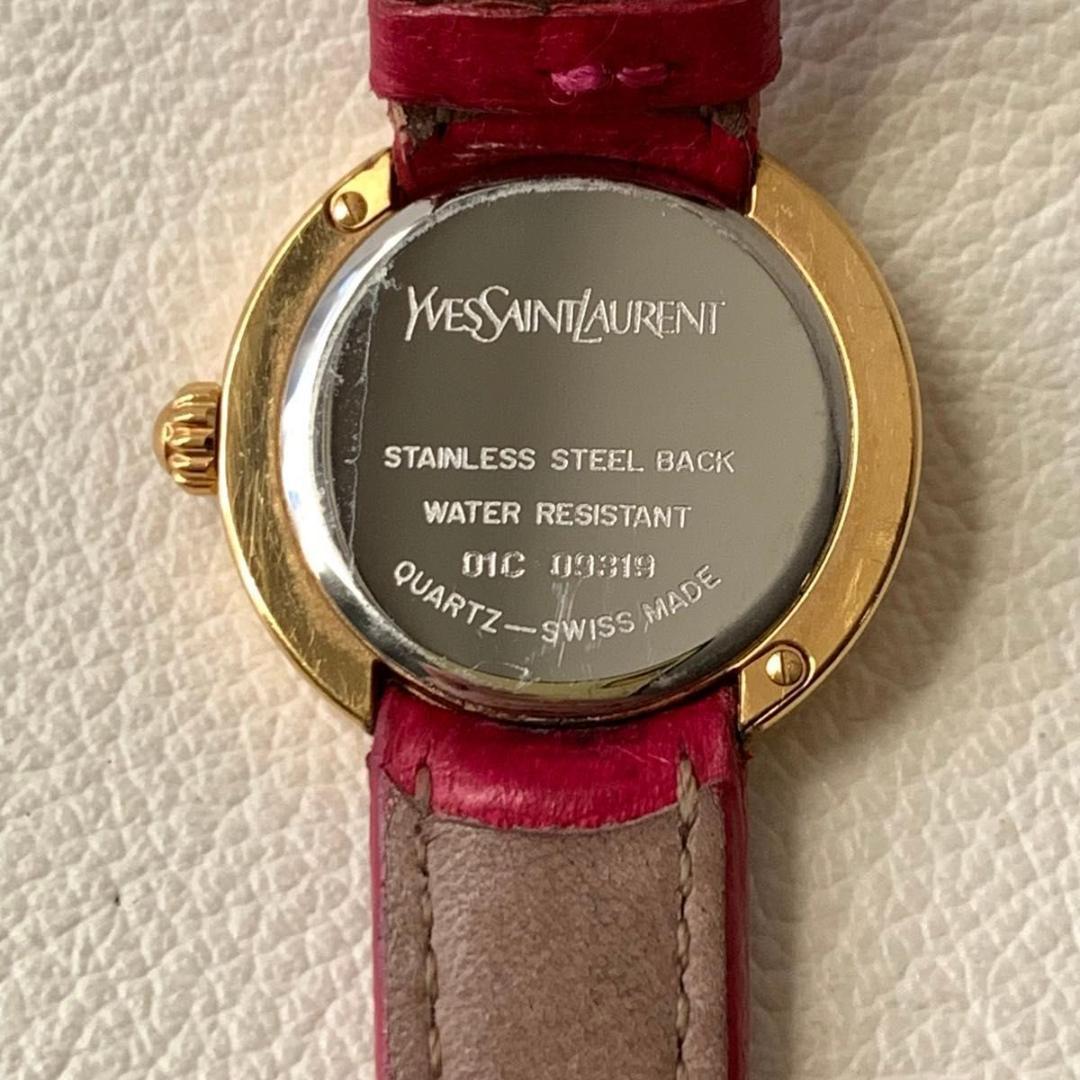 YVESSAINTLAURENT
STAINLESS STEEL BACK
WATER RESISTANT
01C 09319
QUARTZ—SWISS MADE